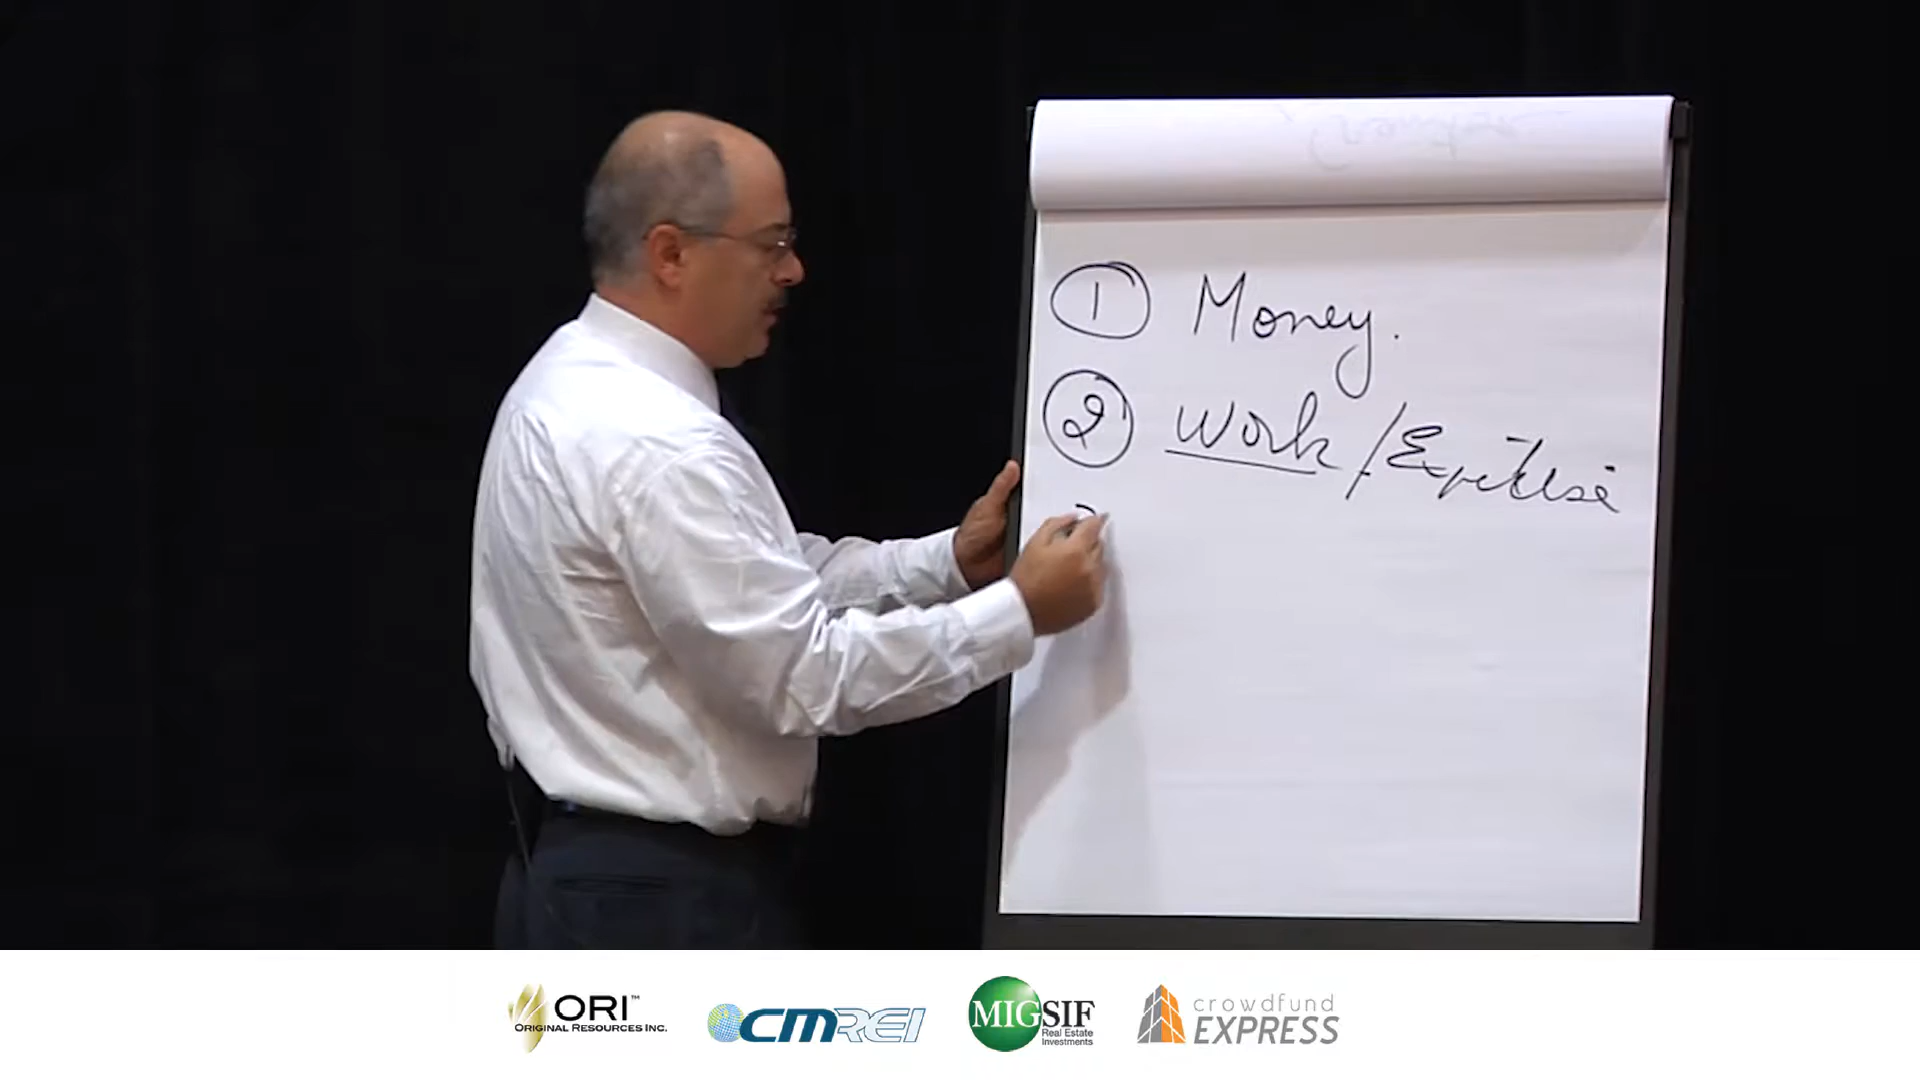 1 Money.
2 Work / Expertise
ORI™
ORIGINAL RESOURCES INC.
CMREI
MIGSIF
Real Estate
Investments
crowdfund
EXPRESS